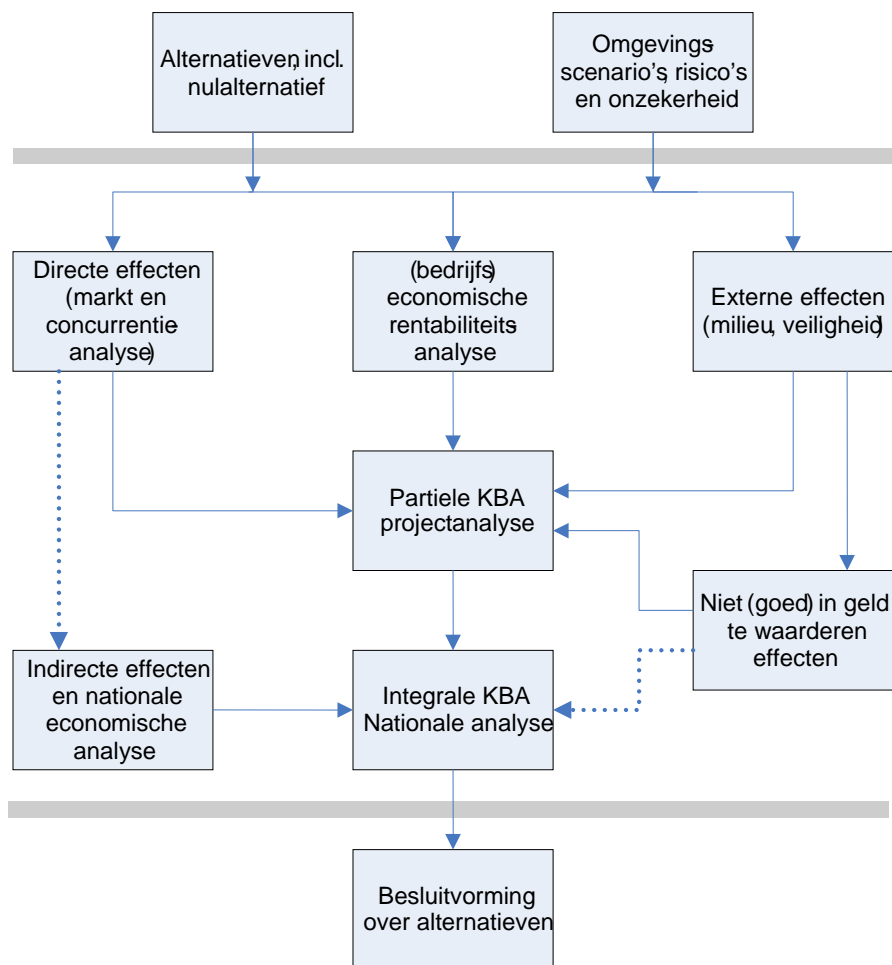 Alternatieven, incl.
nulalternatief
Omgevings-
scenario's, risico's
en onzekerheid
Directe effecten
(markt en
concurrentie-
analyse)
(bedrijfs)
economische
rentabiliteits-
analyse
Externe effecten
(milieu, veiligheid)
Partiele KBA
projectanalyse
Niet (goed) in geld
te waarderen
effecten
Indirecte effecten
en nationale
economische
analyse
Integrale KBA
Nationale analyse
Besluitvorming
over alternatieven